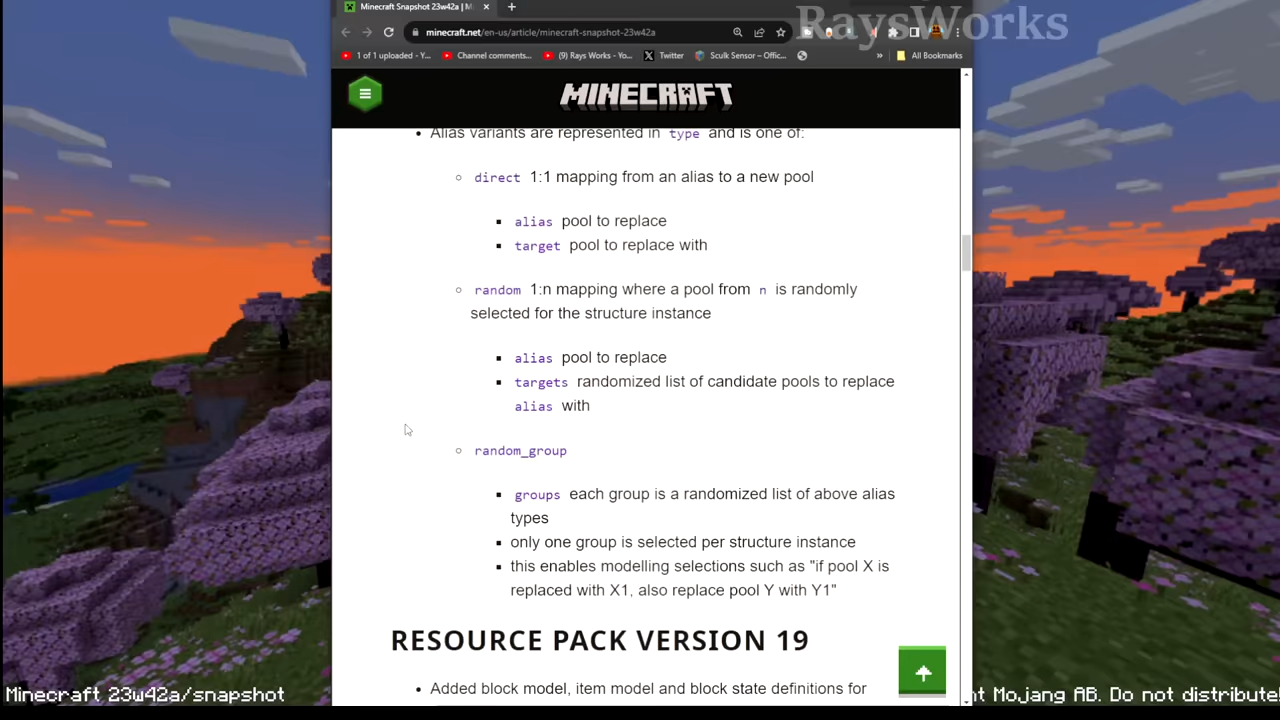 Minecraft Snapshot 23w42a | M
RaysWorks
minecraft.net/en-us/article/minecraft-snapshot-23w42a
1 of 1 uploaded - Y...
Channel comments...
(9) Rays Works - Yo...
Twitter
Sculk Sensor – Offic...
»
All Bookmarks
MINECRAFT
Alias variants are represented in type and is one of:
direct 1:1 mapping from an alias to a new pool
alias pool to replace
target pool to replace with
random 1:n mapping where a pool from n is randomly
selected for the structure instance
alias pool to replace
targets randomized list of candidate pools to replace
alias with
random_group
groups each group is a randomized list of above alias
types
only one group is selected per structure instance
this enables modelling selections such as "if pool X is
replaced with X1, also replace pool Y with Y1"
RESOURCE PACK VERSION 19
Added block model, item model and block state definitions for
Minecraft 23w42a/snapshot
nt Mojang AB. Do not distribute!